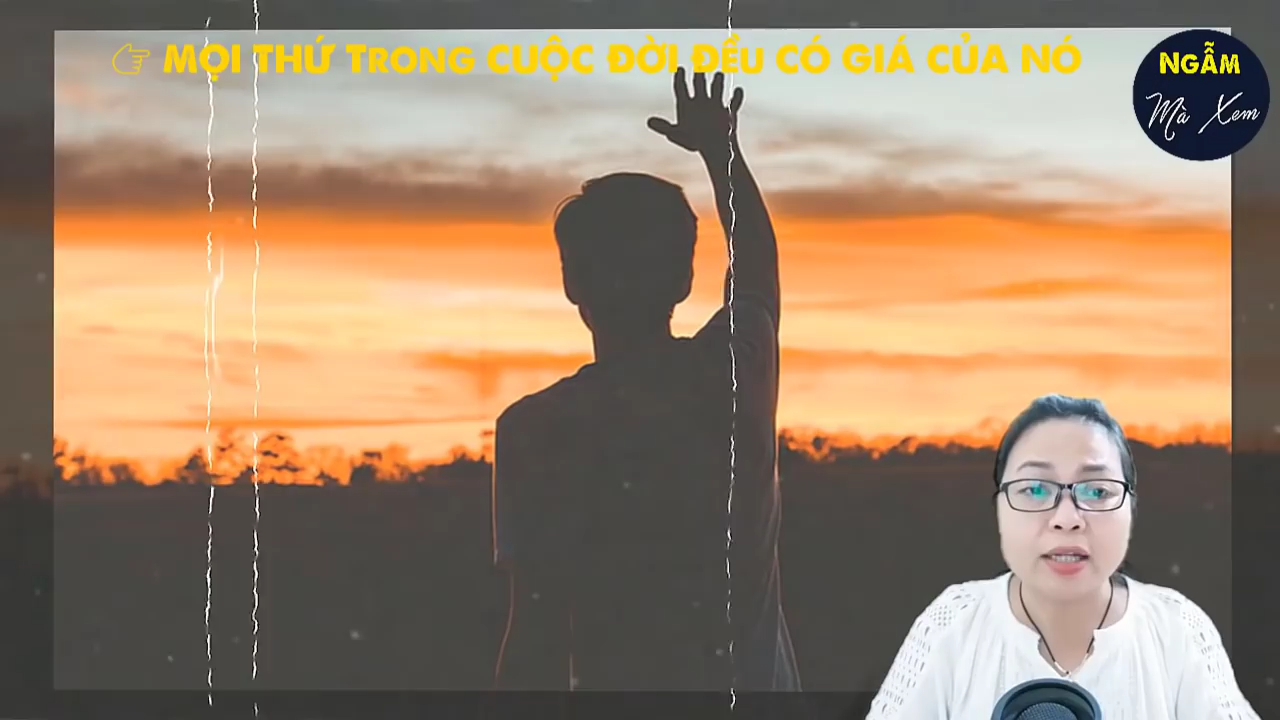 👉 MỌI THỨ TRONG CUỘC ĐỜI ĐỀU CÓ GIÁ CỦA NÓ
NGẪM
Mà Xem